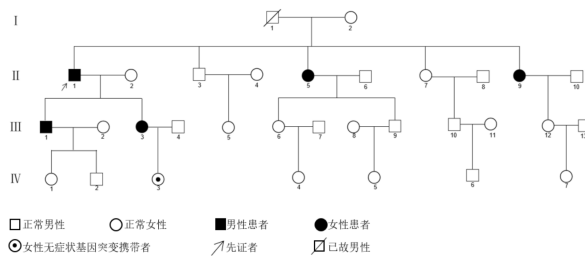 I
1 2
II
1 2 3 4 5 6 7 8 9 10
III
1 2 3 4 5 6 7 8 9 10 11 12 13
IV
1 2 3 4 5 6 7
正常男性 正常女性 男性患者 女性患者
女性无症状基因突变携带者 先证者 已故男性